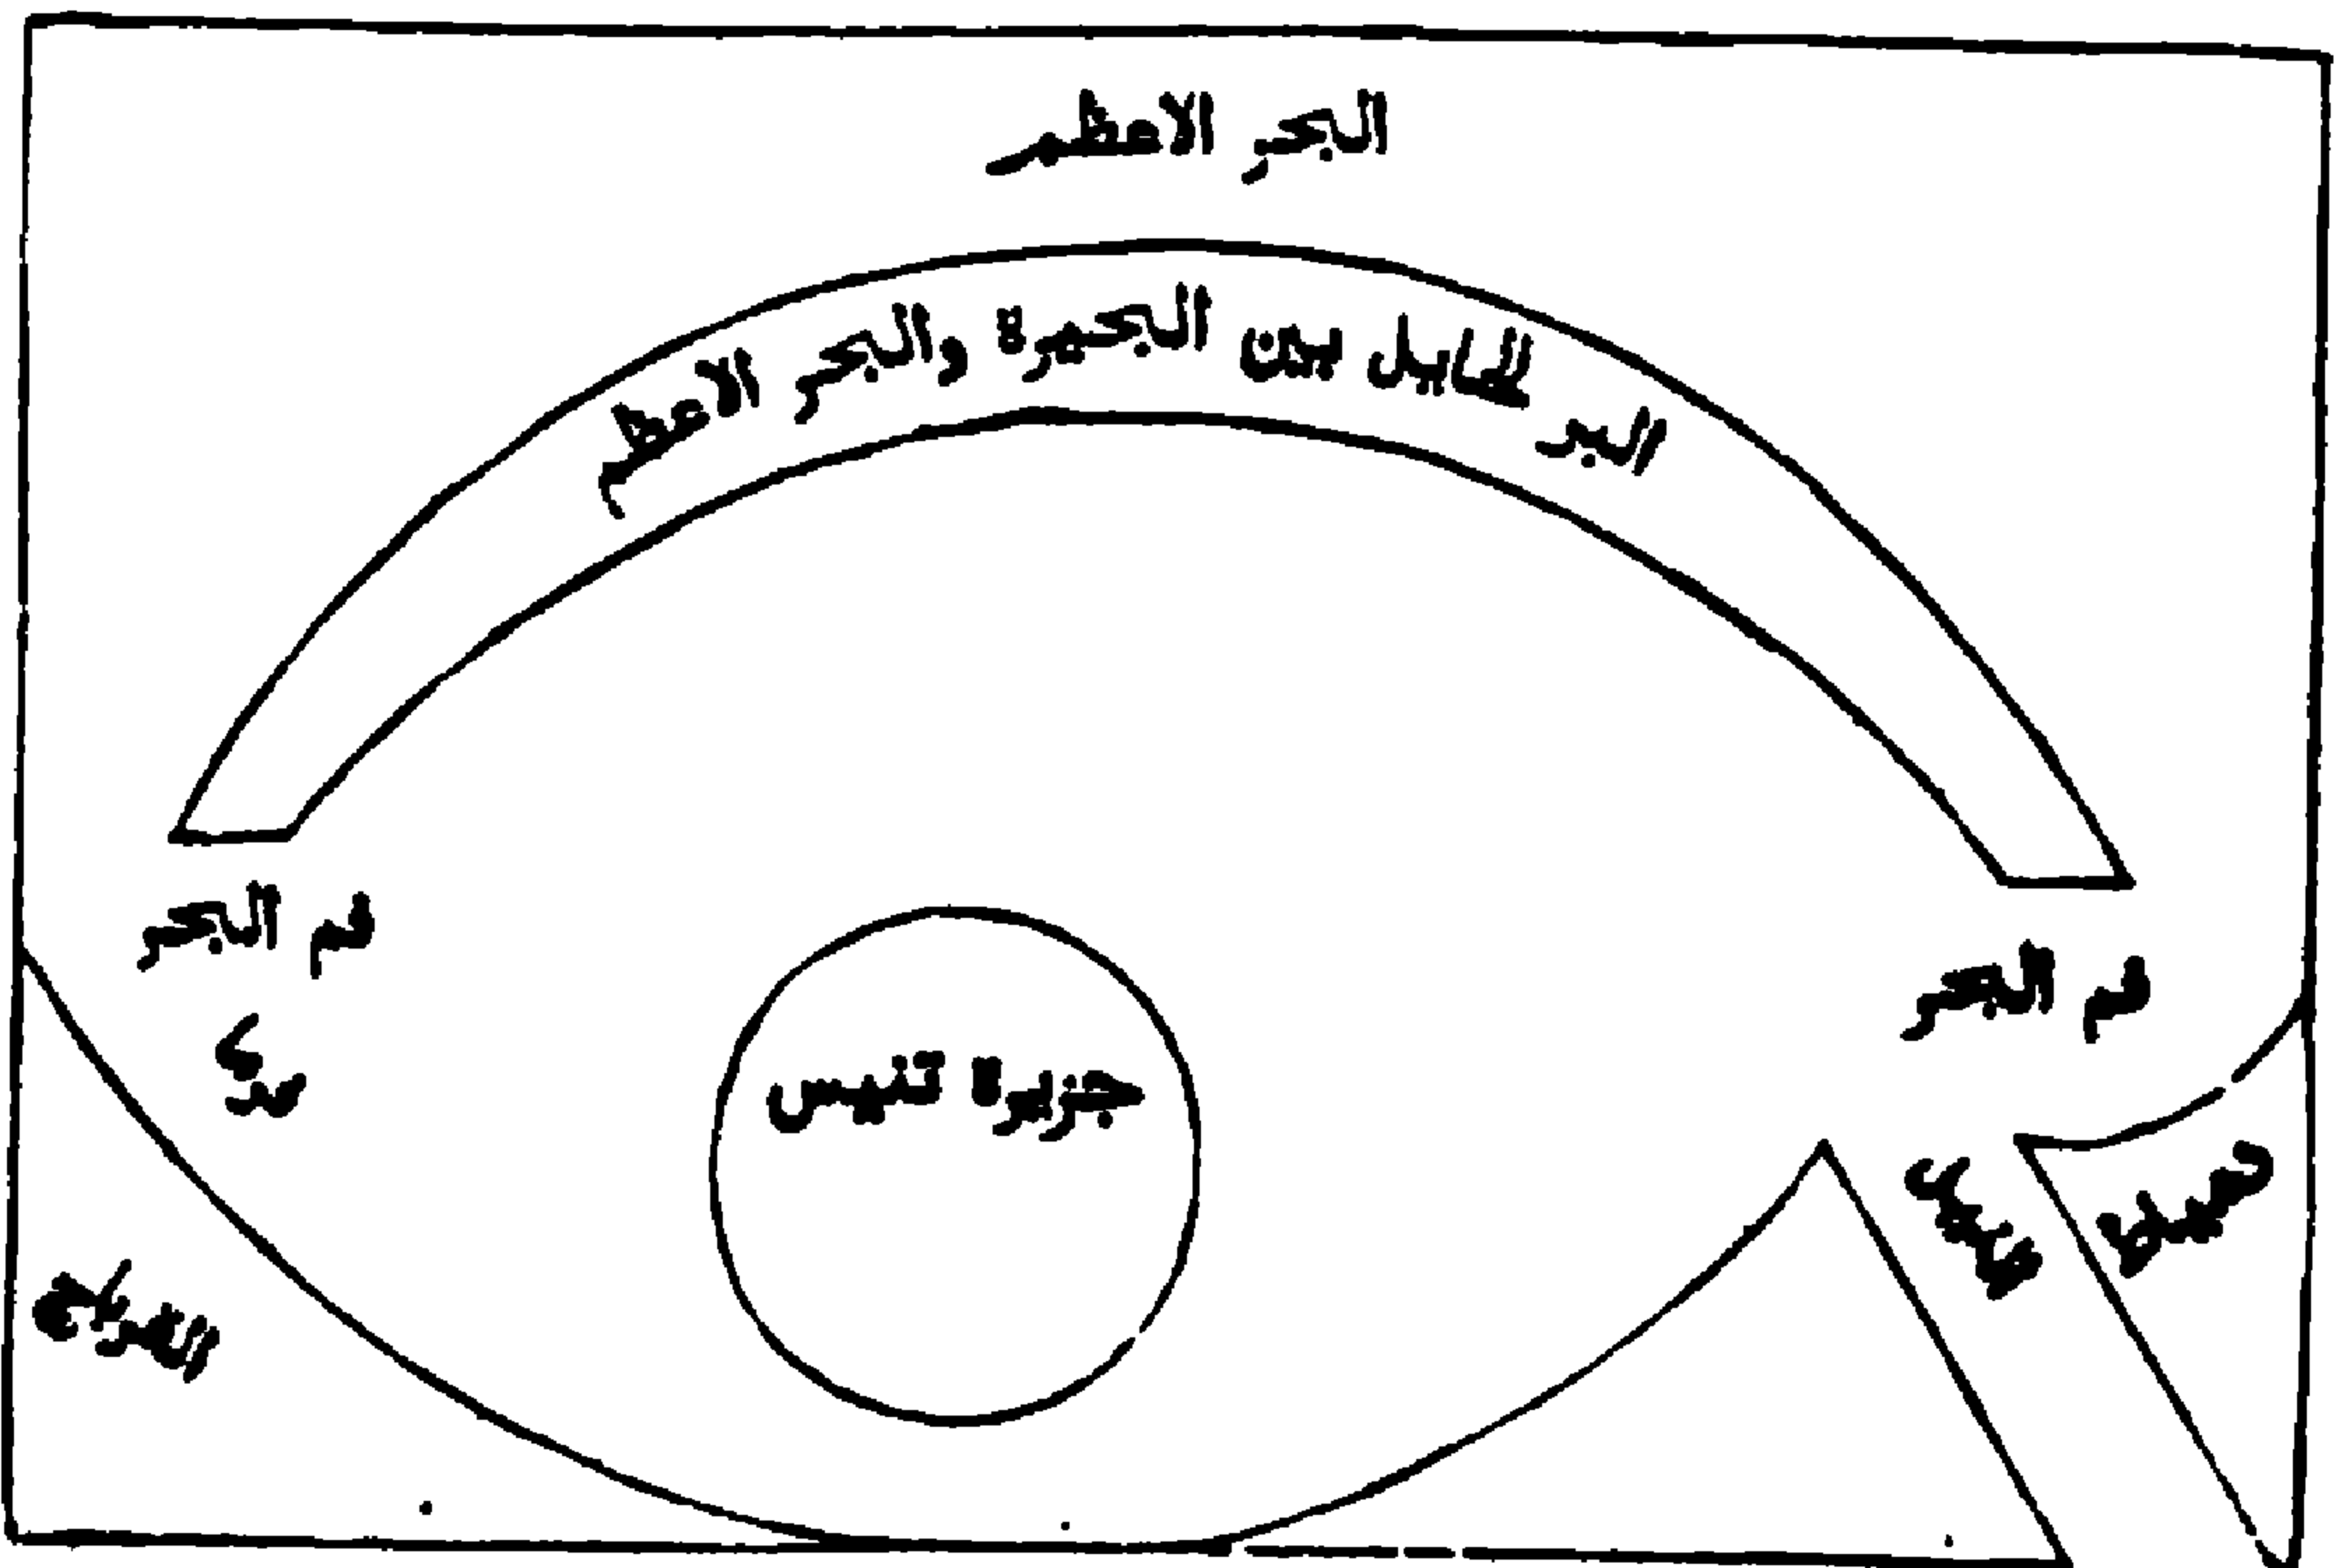 البحر الاعظم
البر الحايل بين البحيرة والبحر الاعظم
فم البحر
فم البحر
جزيرة تنيس
دمياط